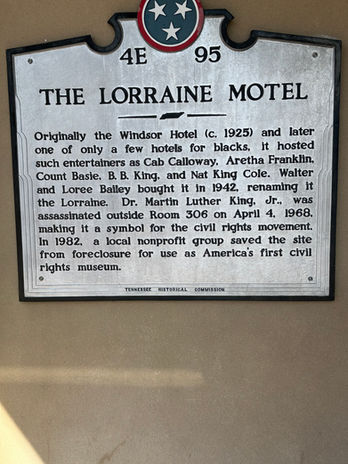 4E 95
THE LORRAINE MOTEL
Originally the Windsor Hotel (c. 1925) and later
one of only a few hotels for blacks, it hosted
such entertainers as Cab Calloway, Aretha Franklin,
Count Basie, B. B. King, and Nat King Cole. Walter
and Loree Bailey bought it in 1942, renaming it
the Lorraine. Dr. Martin Luther King, Jr., was
assassinated outside Room 306 on April 4, 1968,
making it a symbol for the civil rights movement.
In 1982, a local nonprofit group saved the site
from foreclosure for use as America's first civil
rights museum.
TENNESSEE HISTORICAL COMMISSION